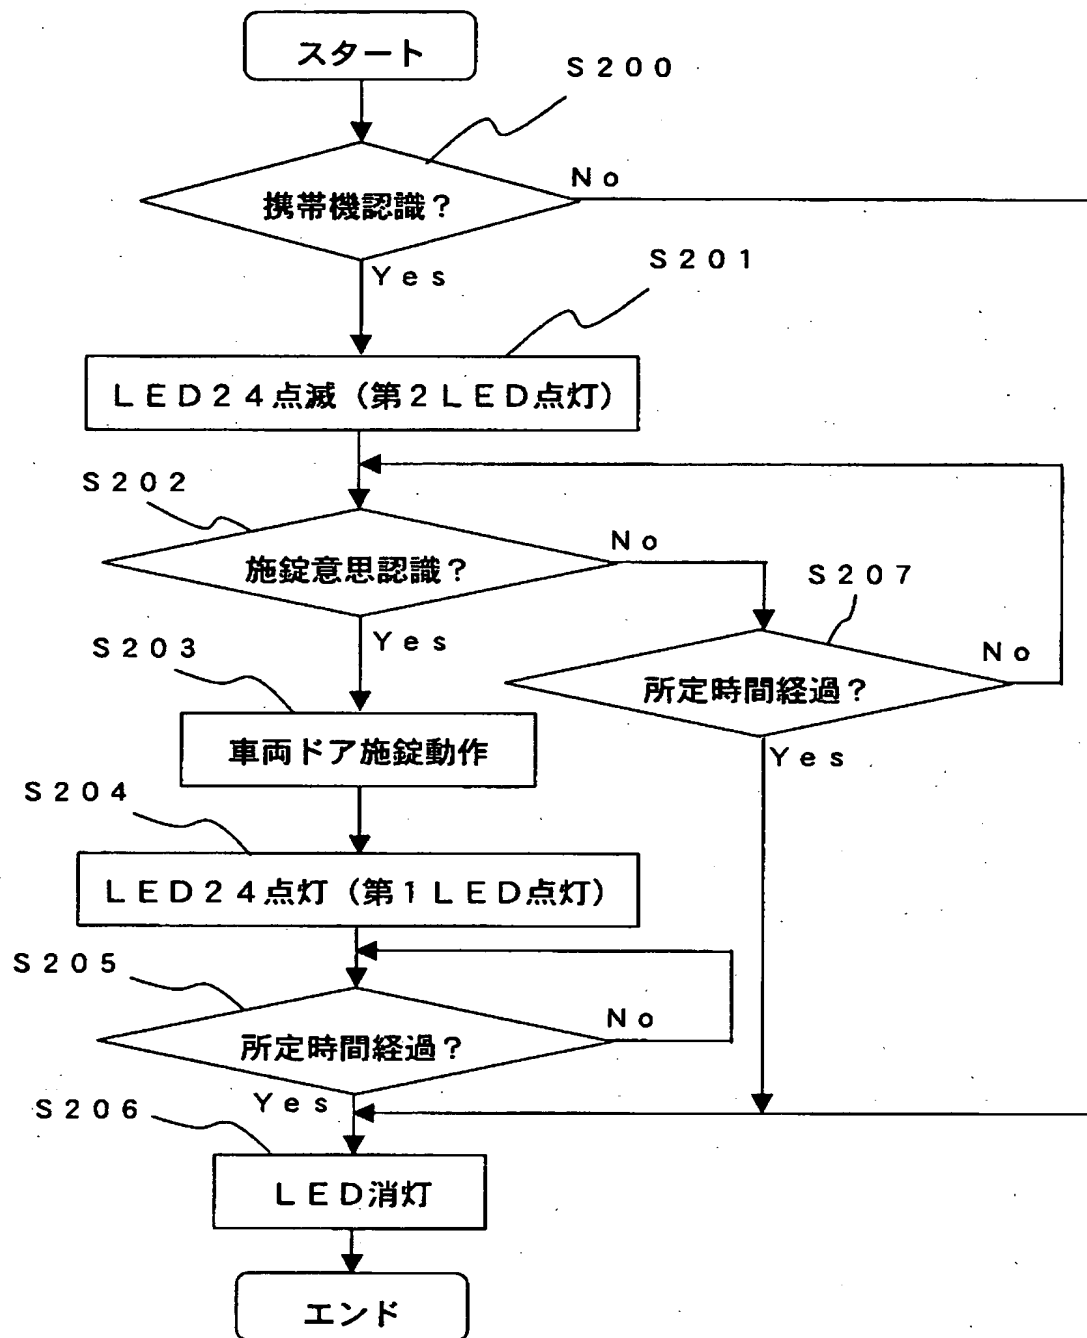 スタート
S200
携帯機認識?
No
Yes
S201
LED24点滅(第2LED点灯)
S202
施錠意思認識?
No
S207
所定時間経過?
No
Yes
Yes
S203
車両ドア施錠動作
S204
LED24点灯(第1LED点灯)
S205
所定時間経過?
No
Yes
S206
LED消灯
エンド